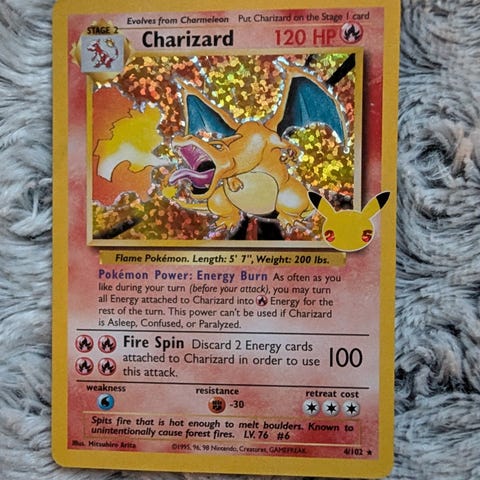 Evolves from Charmeleon Put Charizard on the Stage 1 card
STAGE 2
Charizard 120 HP
25
Flame Pokémon. Length: 5' 7", Weight: 200 lbs.
Pokémon Power: Energy Burn As often as you
like during your turn (before your attack), you may turn
all Energy attached to Charizard into Energy for the
rest of the turn. This power can't be used if Charizard
is Asleep, Confused, or Paralyzed.
Fire Spin Discard 2 Energy cards
attached to Charizard in order to use 100
this attack.
weakness resistance retreat cost
-30
Spits fire that is hot enough to melt boulders. Known to
unintentionally cause forest fires. LV. 76 #6
Illus. Mitsuhiro Arita ©1995, 96, 98 Nintendo, Creatures, GAMEFREAK. 4/102 ★